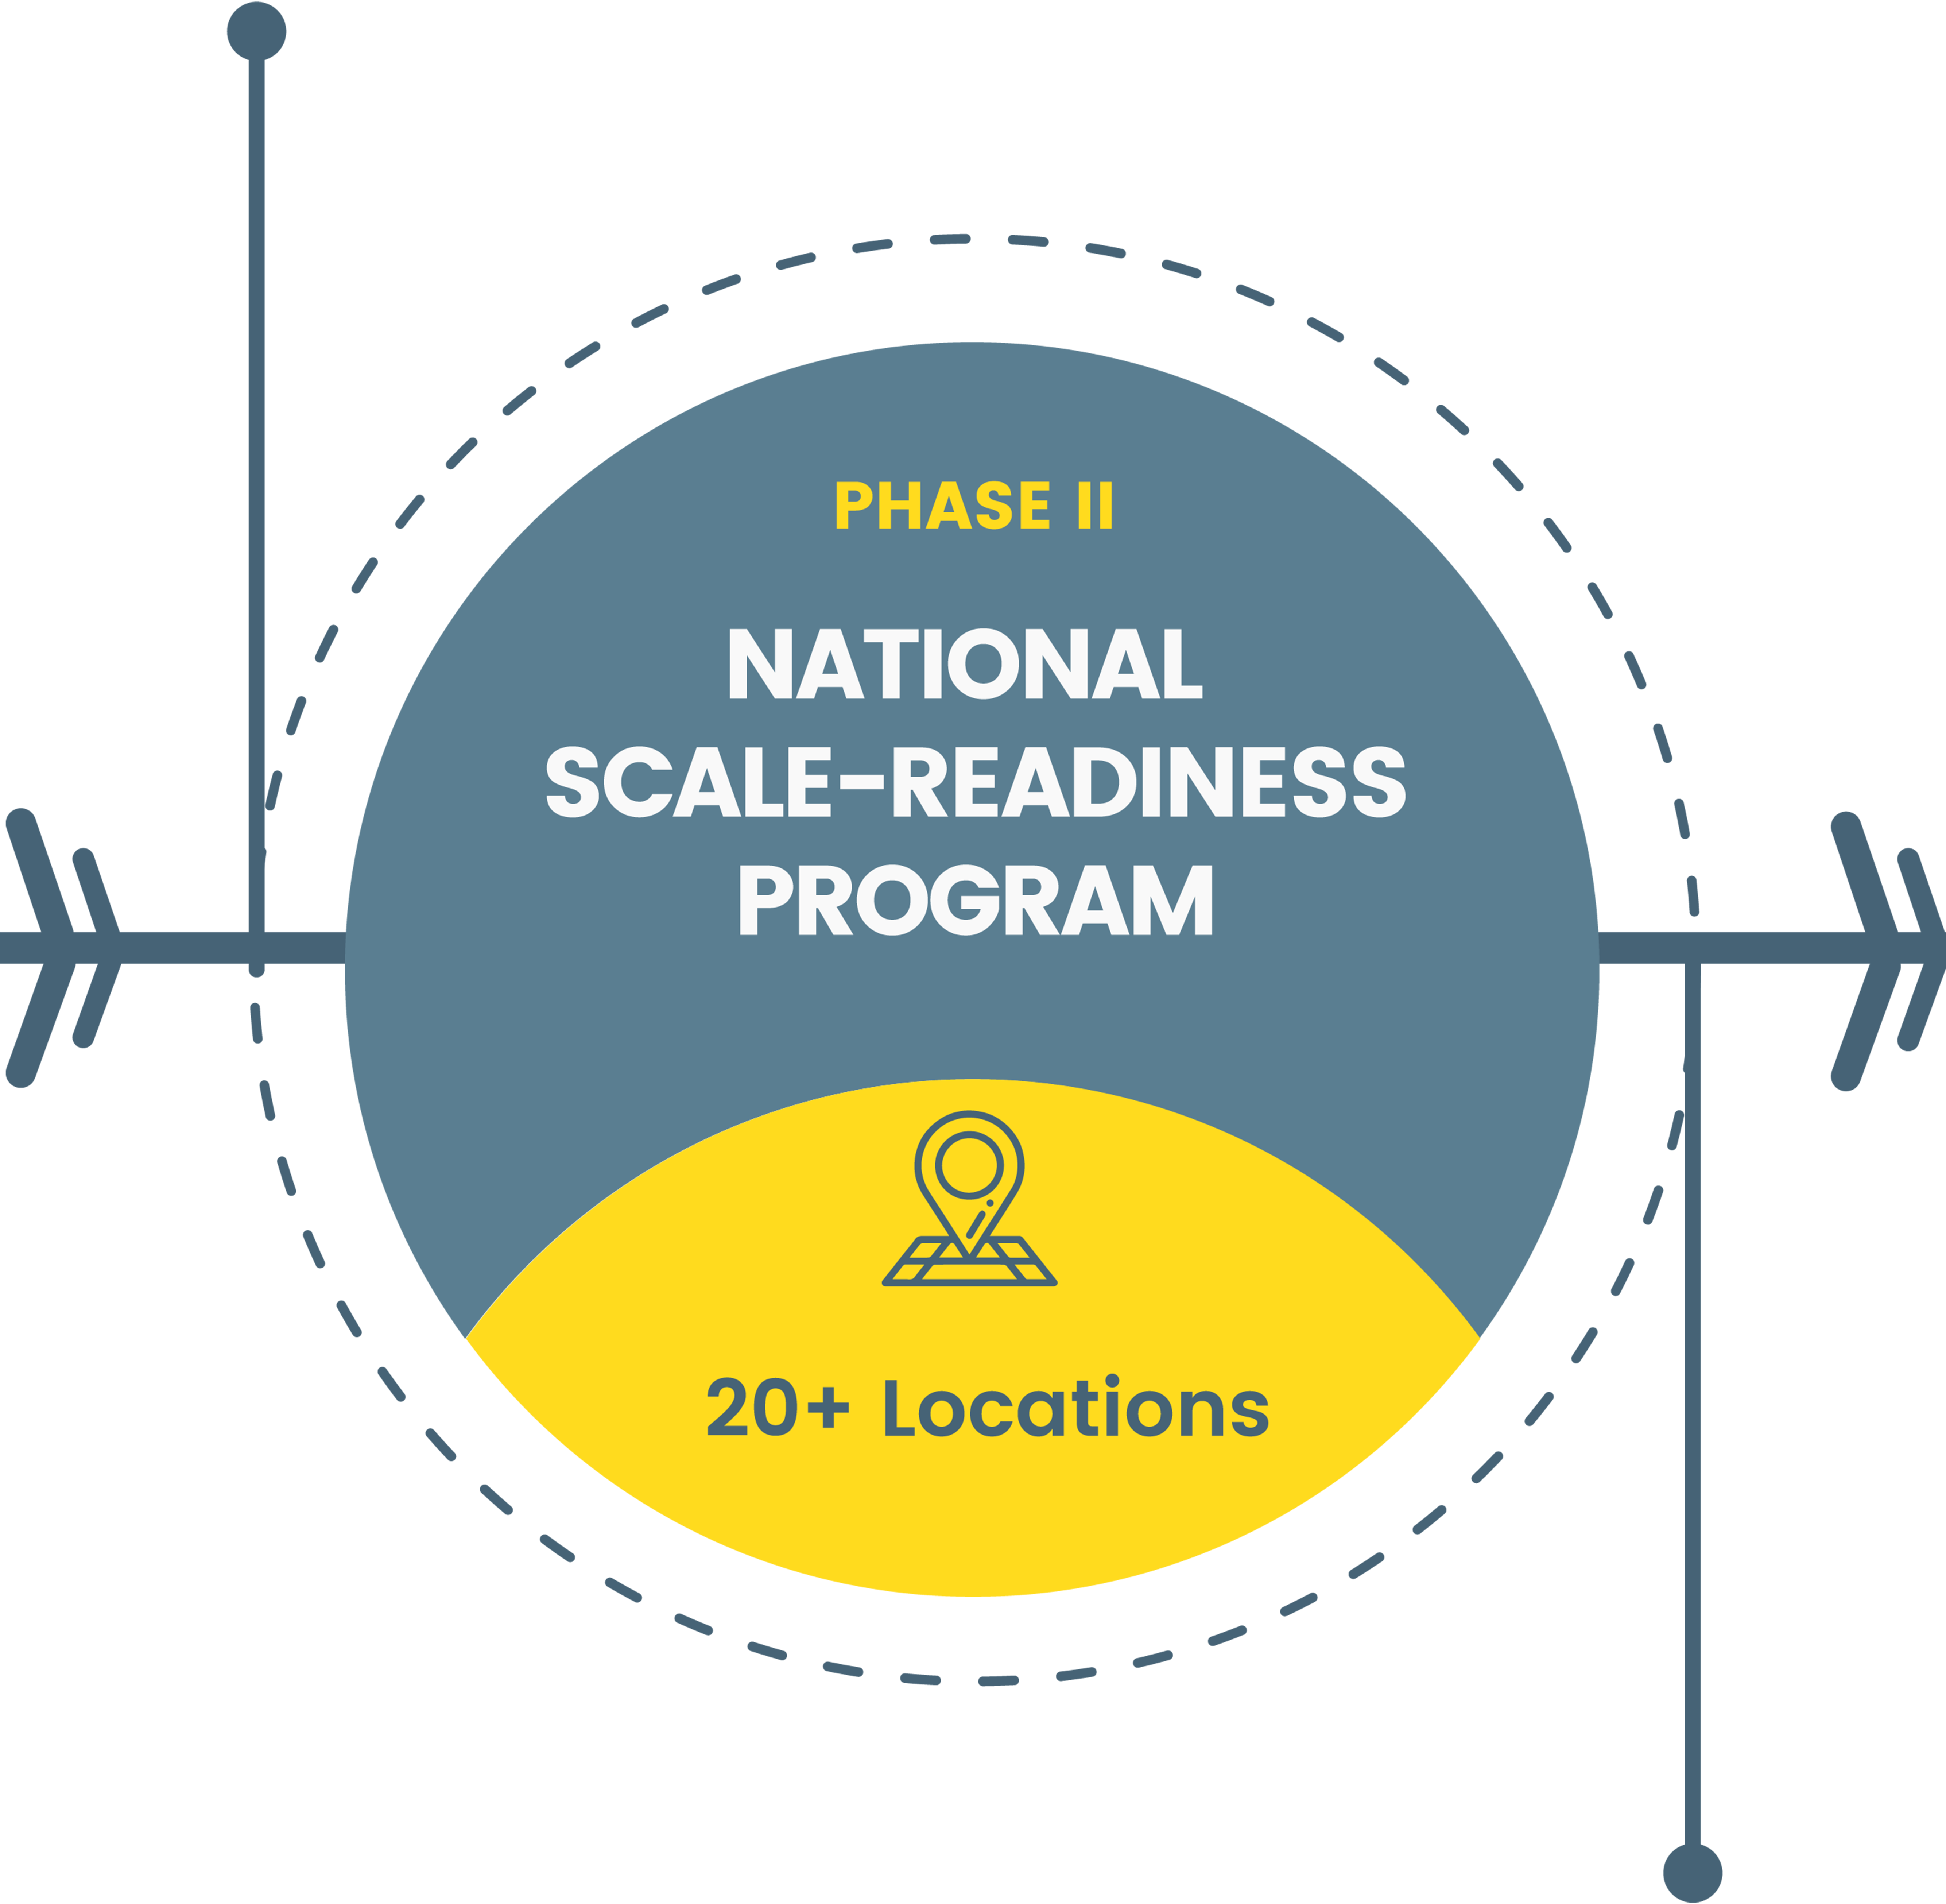 PHASE II
NATIONAL
SCALE-READINESS
PROGRAM
20+ Locations